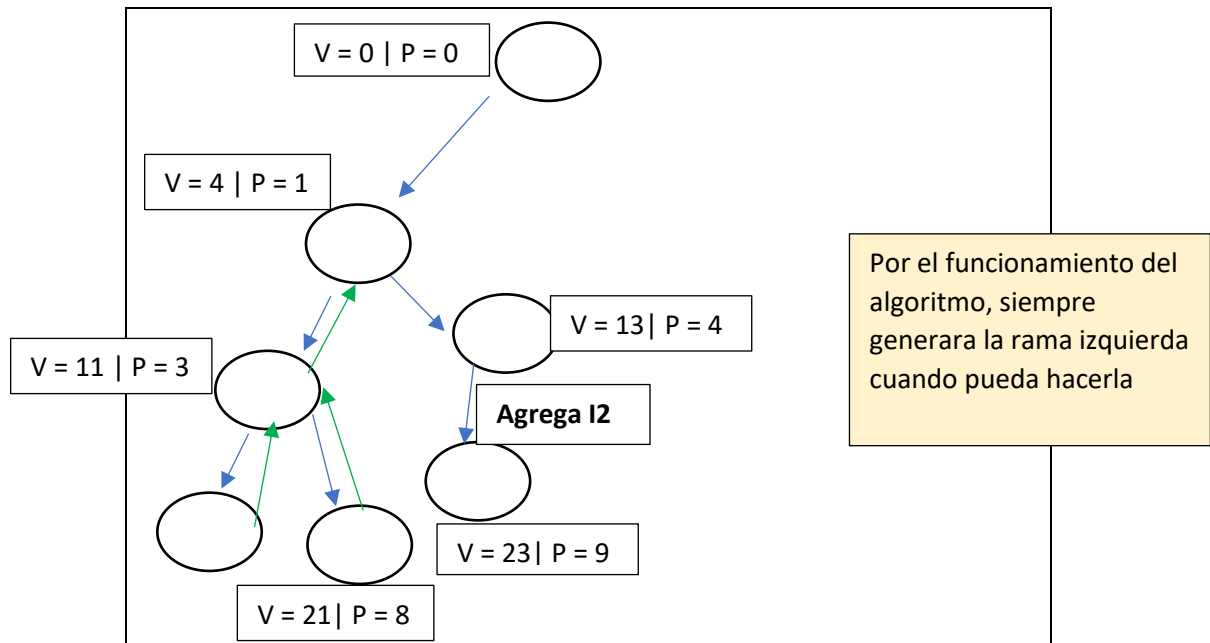 V = 0 | P = 0
V = 4 | P = 1
Por el funcionamiento del
algoritmo, siempre
generara la rama izquierda
cuando pueda hacerla
V = 13| P = 4
V = 11 | P = 3
Agrega I2
V = 23| P = 9
V = 21| P = 8